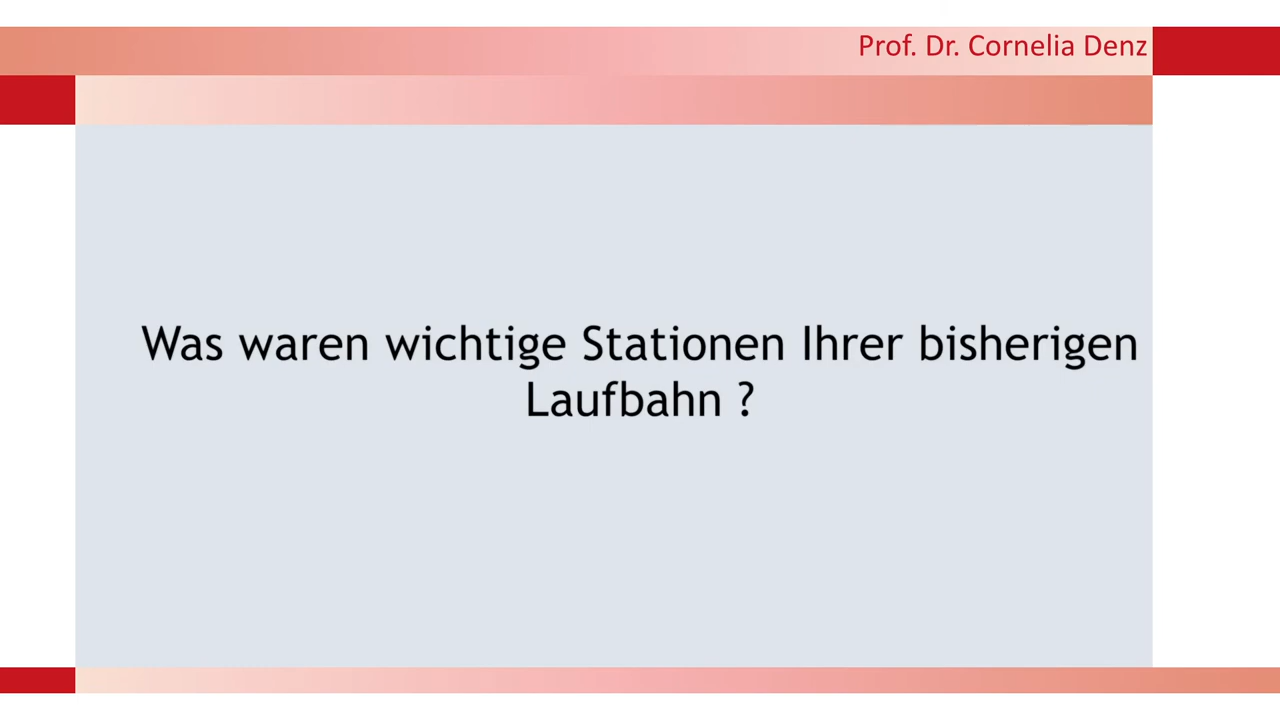 Prof. Dr. Cornelia Denz
Was waren wichtige Stationen Ihrer bisherigen
Laufbahn ?